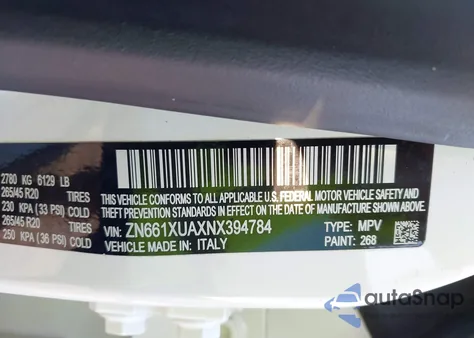 2780 KG 6129 LB
265/45 R20 TIRES
230 KPA (33 PSI) COLD
265/45 R20 TIRES
250 KPA (36 PSI) COLD
THIS VEHICLE CONFORMS TO ALL APPLICABLE U.S. FEDERAL MOTOR VEHICLE SAFETY AND
THEFT PREVENTION STANDARDS IN EFFECT ON THE DATE OF MANUFACTURE SHOWN ABOVE.
VIN: ZN661XUAXNX394784 TYPE: MPV
VEHICLE MADE IN: ITALY PAINT: 268
autoSnap